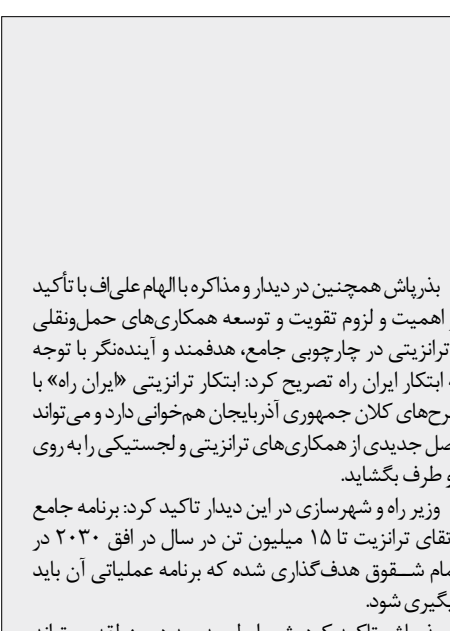 بذرپاش همچنین در دیدار و مذاکره با الهام علی‌اف با تأکید
اهمیت و لزوم تقویت و توسعه همکاری‌های حمل‌ونقلی
ترانزیتی در چارچوبی جامع، هدفمند و آینده‌نگر با توجه
ابتکار ایران راه تصریح کرد: ابتکار ترانزیتی «ایران راه» با
رح‌های کلان جمهوری آذربایجان هم‌خوانی دارد و می‌تواند
صل جدیدی از همکاری‌های ترانزیتی و لجستیکی را به روی
و طرف بگشاید.
وزیر راه و شهرسازی در این دیدار تاکید کرد: برنامه جامع
تقای ترانزیت تا ۱۵ میلیون تن در سال در افق ۲۰۳۰ در
مام شــقوق هدف‌گذاری شده که برنامه عملیاتی آن باید
یگیری شود.